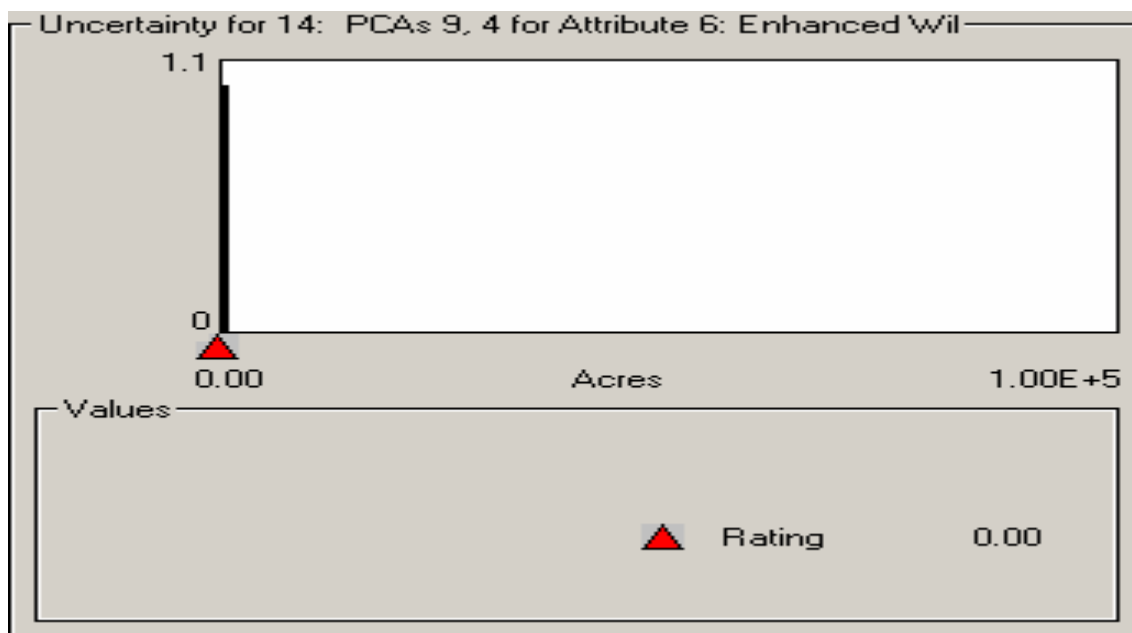 Uncertainty for 14: PCAs 9, 4 for Attribute 6: Enhanced Wil
1.1
0
0.00 Acres 1.00E+5
Values
Rating 0.00